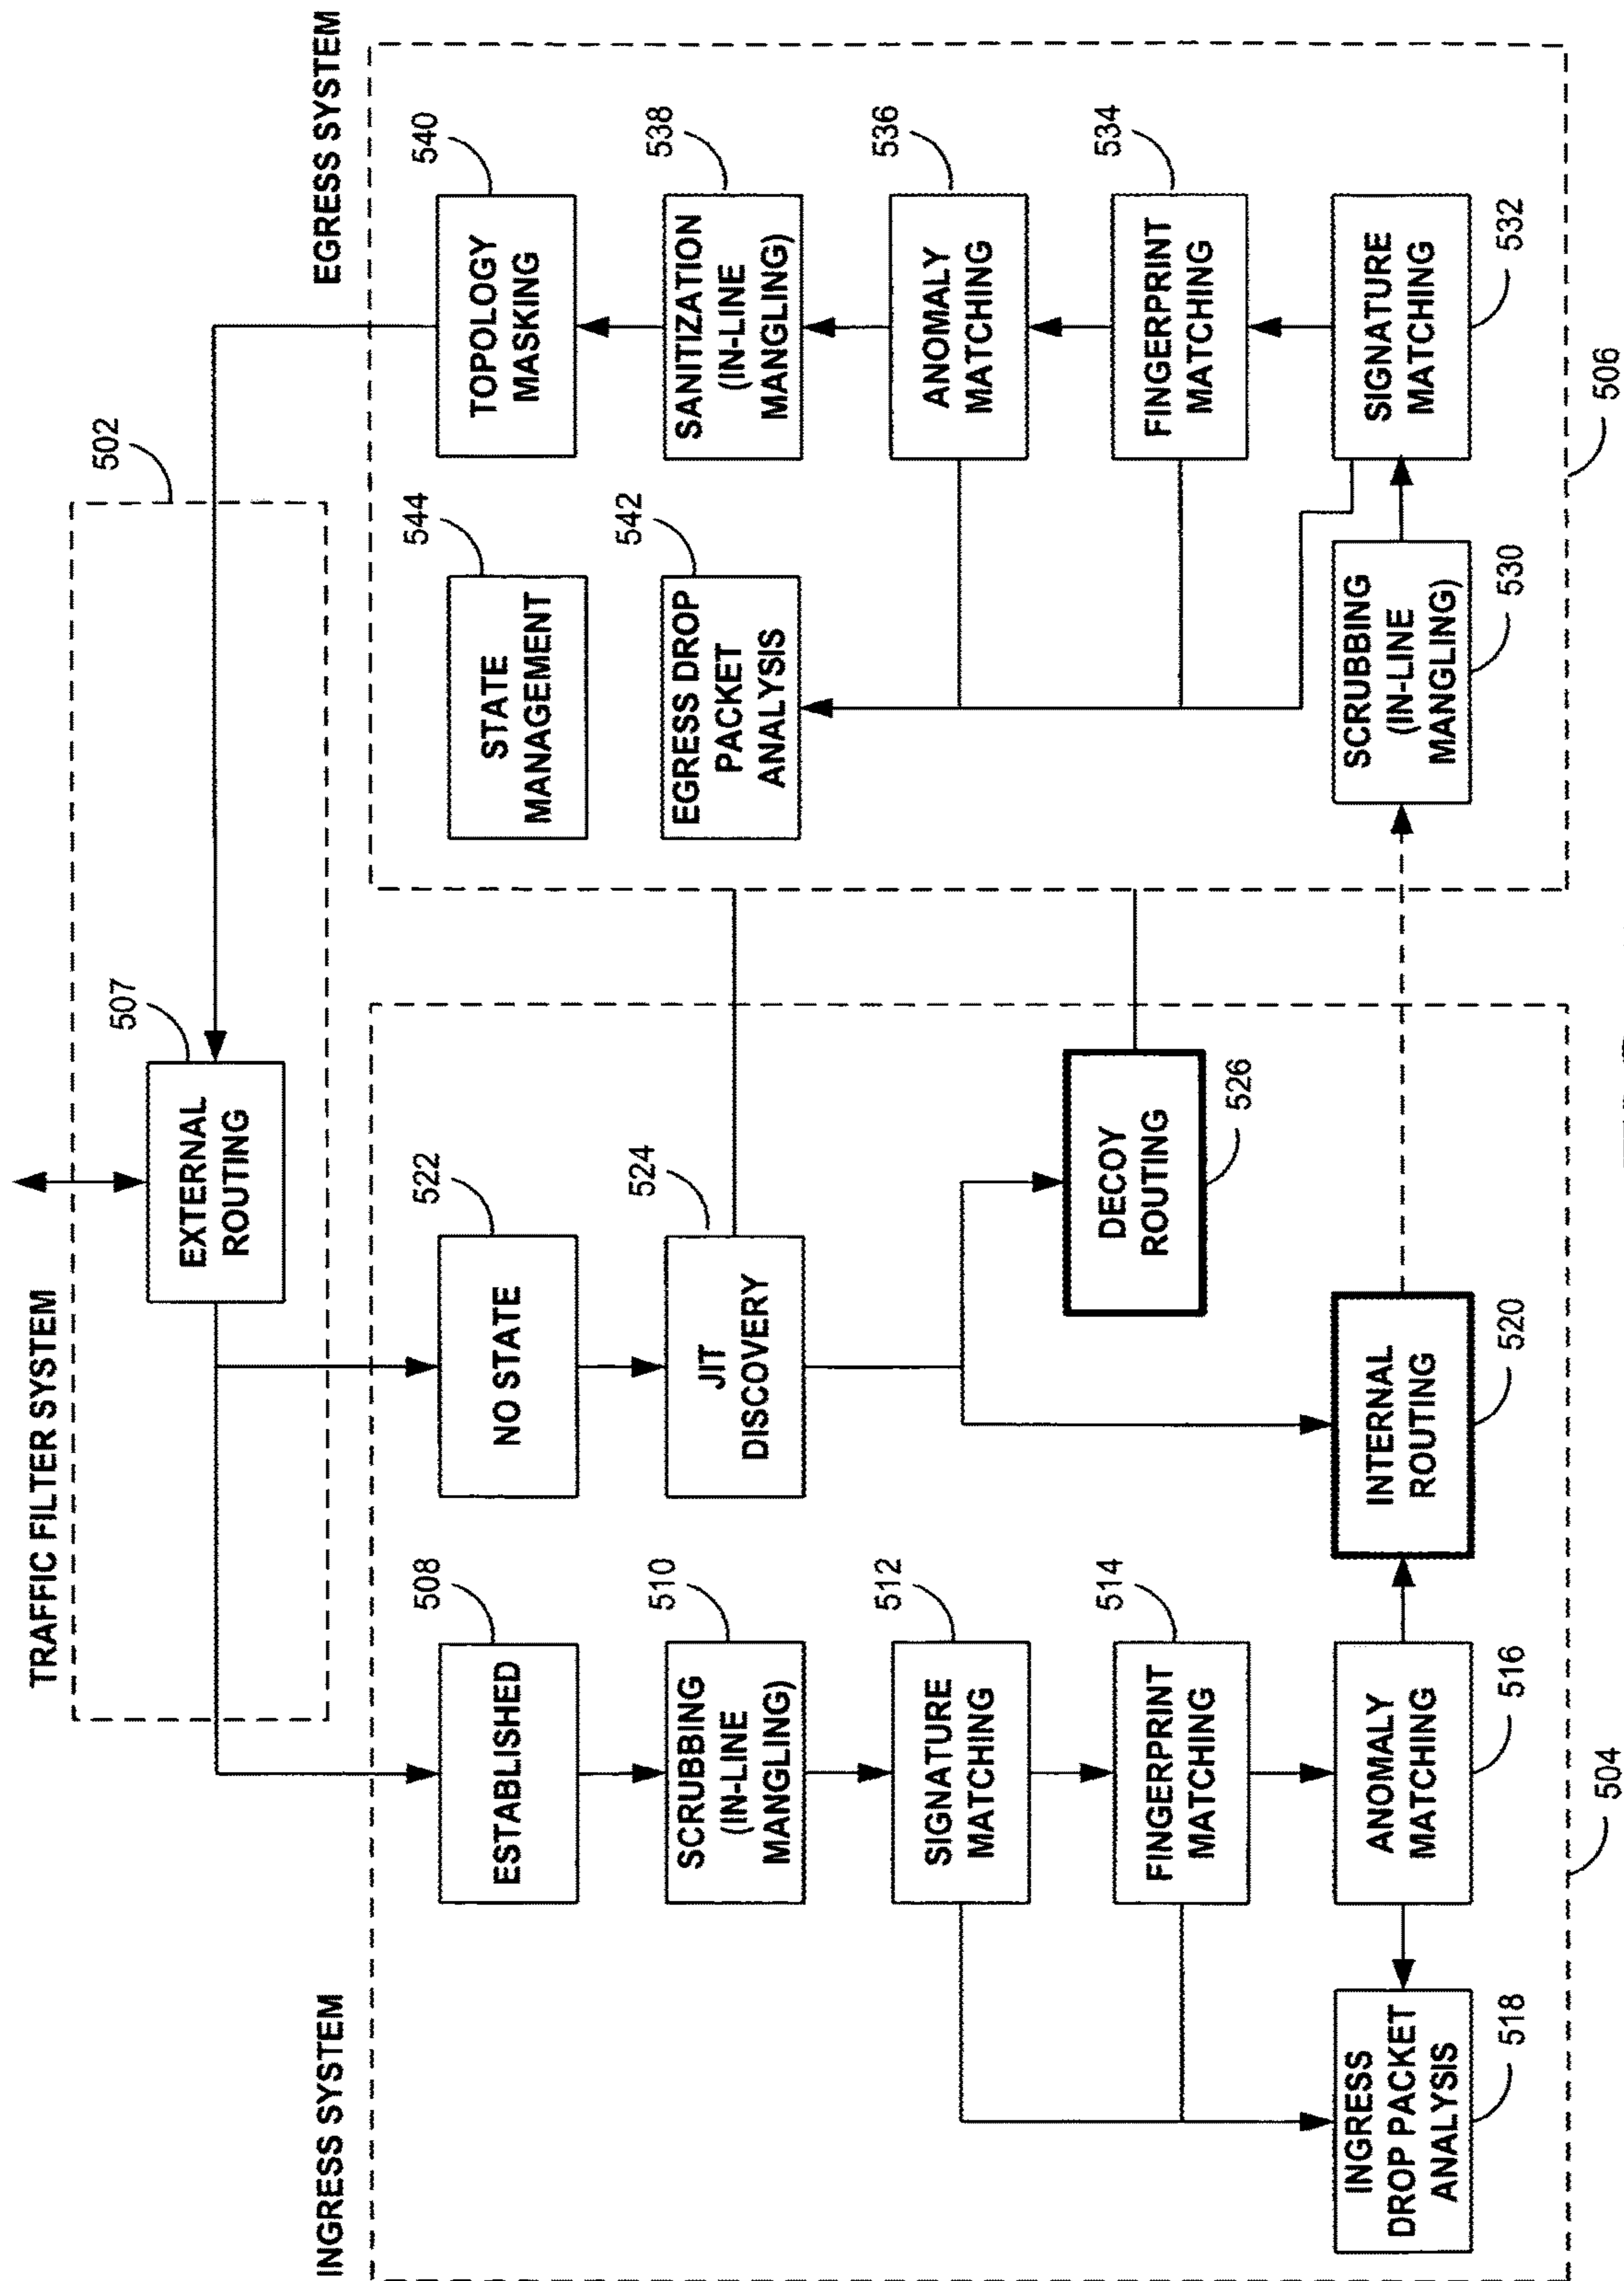 TRAFFIC FILTER SYSTEM
502
507
EXTERNAL
ROUTING
INGRESS SYSTEM
508
ESTABLISHED
510
SCRUBBING
(IN-LINE
MANGLING)
512
SIGNATURE
MATCHING
514
FINGERPRINT
MATCHING
ANOMALY
MATCHING
516
INGRESS
DROP PACKET
ANALYSIS
518
522
NO STATE
524
JIT
DISCOVERY
DECOY
ROUTING
526
INTERNAL
ROUTING
520
504
EGRESS SYSTEM
544
STATE
MANAGEMENT
542
EGRESS DROP
PACKET
ANALYSIS
540
TOPOLOGY
MASKING
538
SANITIZATION
(IN-LINE
MANGLING)
536
ANOMALY
MATCHING
534
FINGERPRINT
MATCHING
SIGNATURE
MATCHING
532
SCRUBBING
(IN-LINE
MANGLING)
530
506